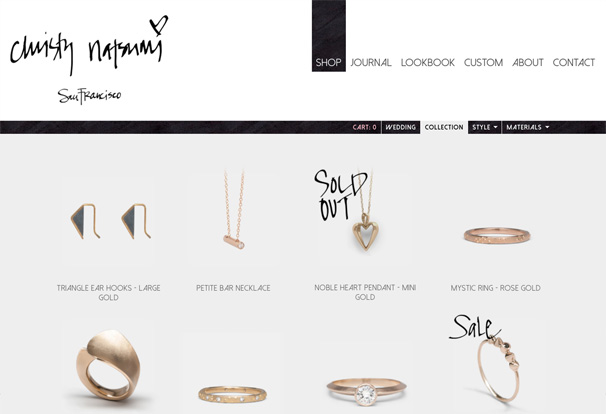 christy natsumi
San Francisco
SHOP JOURNAL LOOKBOOK CUSTOM ABOUT CONTACT
CART: 0 WEDDING COLLECTION STYLE MATERIALS
SOLD
OUT
TRIANGLE EAR HOOKS - LARGE
GOLD
PETITE BAR NECKLACE
NOBLE HEART PENDANT - MINI
GOLD
MYSTIC RING - ROSE GOLD
Sale